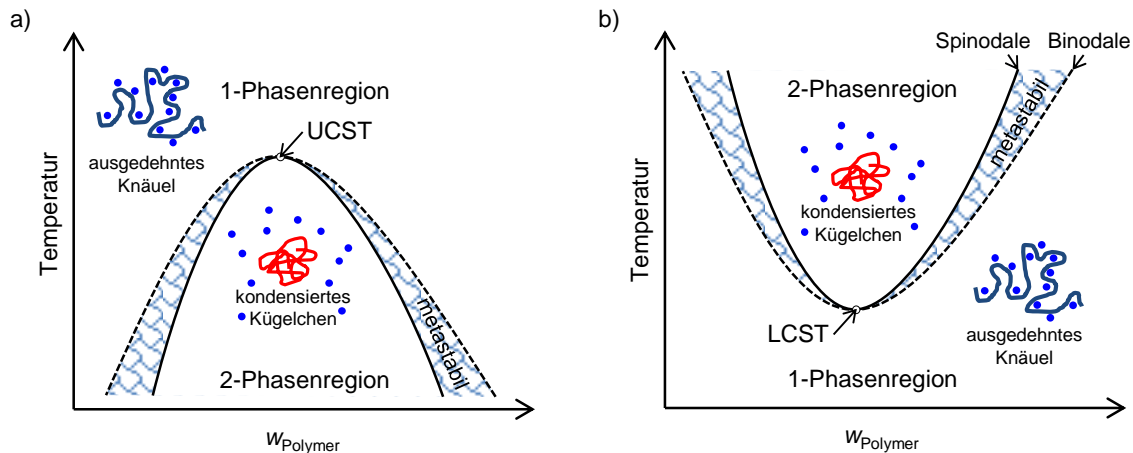 a)
1-Phasenregion
UCST
ausgedehntes
Knäuel
Temperatur
kondensiertes
Kügelchen
metastabil
2-Phasenregion
wPolymer
b)
Spinodale
Binodale
2-Phasenregion
metastabil
kondensiertes
Kügelchen
Temperatur
LCST
ausgedehntes
Knäuel
1-Phasenregion
wPolymer